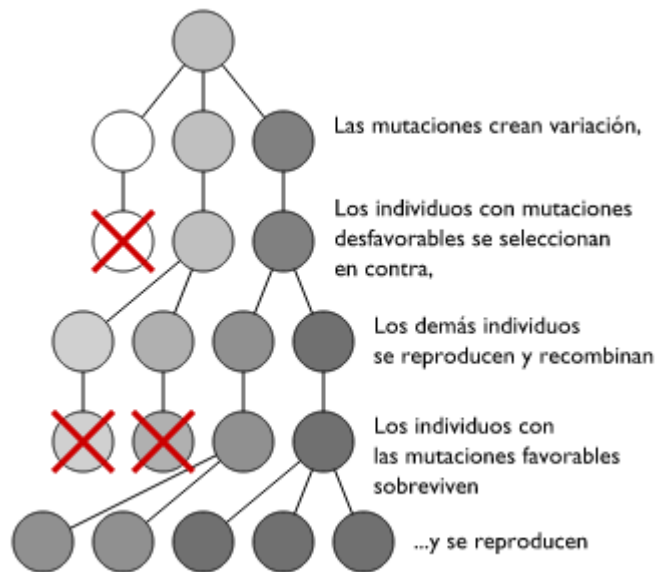 Las mutaciones crean variación,
Los individuos con mutaciones
desfavorables se seleccionan
en contra,
Los demás individuos
se reproducen y recombinan
Los individuos con
las mutaciones favorables
sobreviven
...y se reproducen